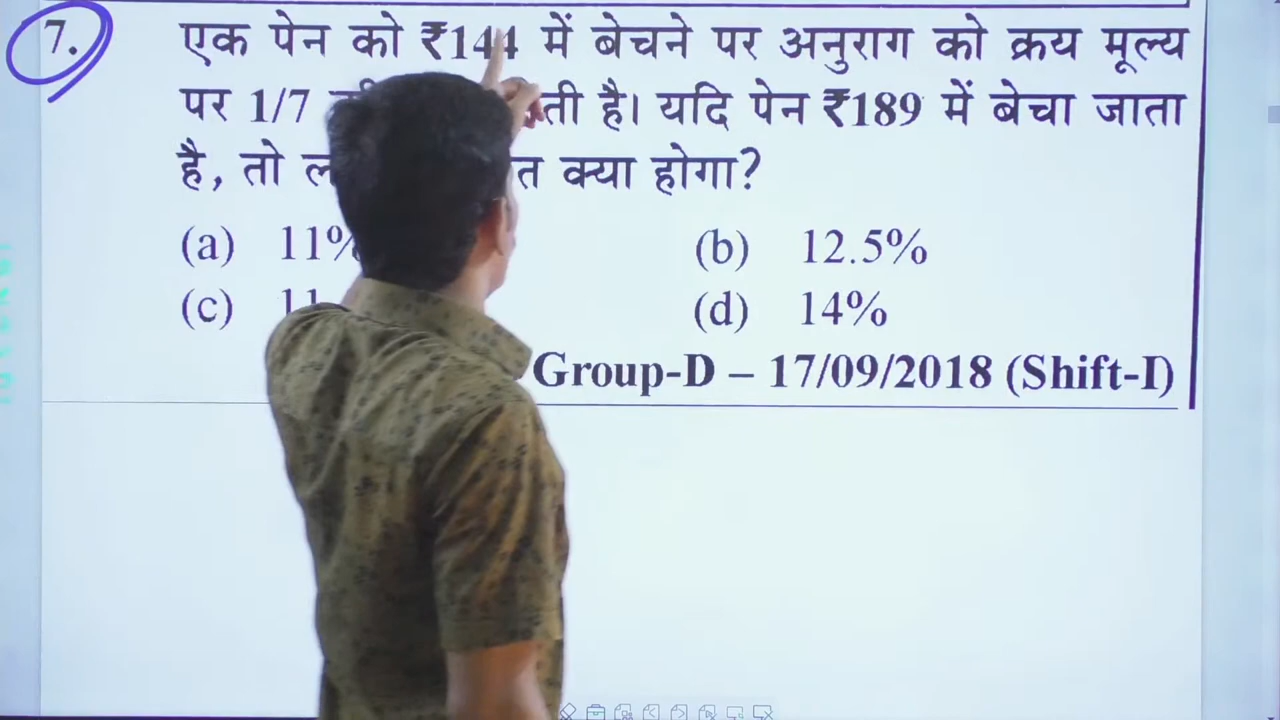 7. एक पेन को ₹144 में बेचने पर अनुराग को क्रय मूल्य
पर 1/7 है। यदि पेन ₹189 में बेचा जाता
है, तो क्या होगा?
(a) 11% (b) 12.5%
(c) (d) 14%
Group-D – 17/09/2018 (Shift-I)